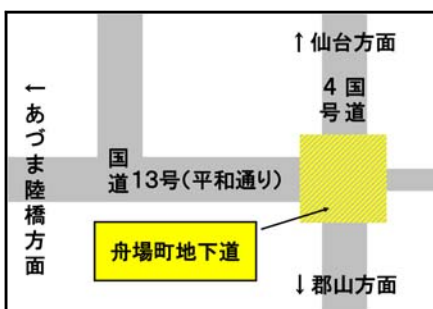 ↑仙台方面
国道
4号
←あづま陸橋方面
国道
13号(平和通り)
舟場町地下道
↓郡山方面